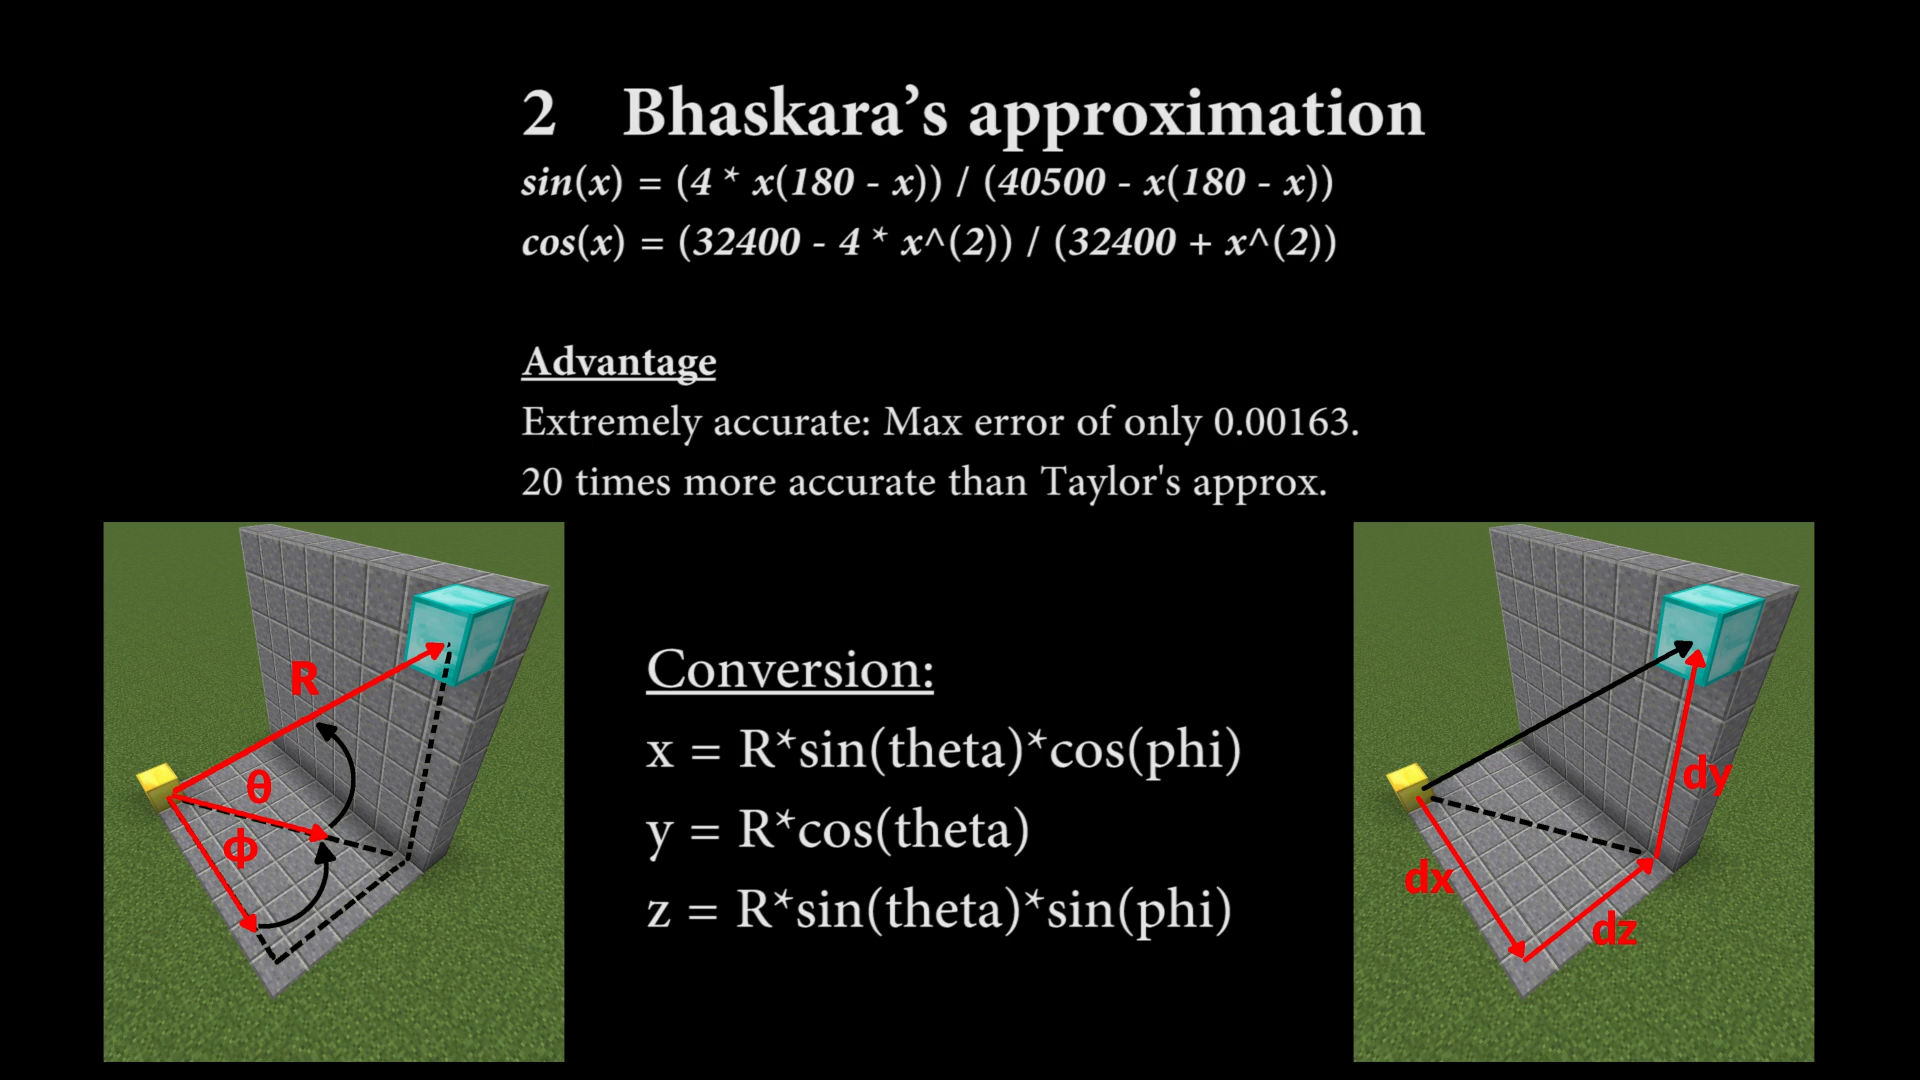 2 Bhaskara’s approximation
sin(x) = (4 * x(180 - x)) / (40500 - x(180 - x))
cos(x) = (32400 - 4 * x^(2)) / (32400 + x^(2))
Advantage
Extremely accurate: Max error of only 0.00163.
20 times more accurate than Taylor's approx.
R
θ
ϕ
Conversion:
x = R*sin(theta)*cos(phi)
y = R*cos(theta)
z = R*sin(theta)*sin(phi)
dy
dx
dz